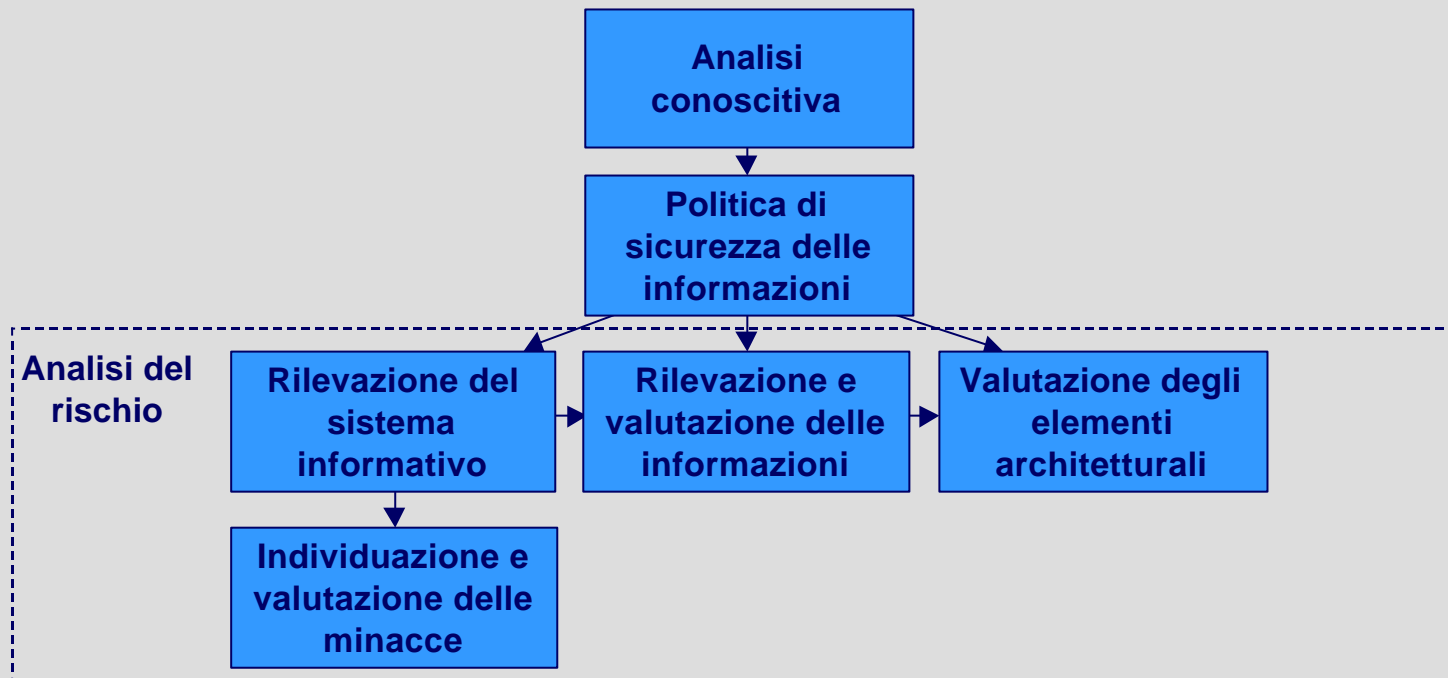 Analisi
conoscitiva
Politica di
sicurezza delle
informazioni
Analisi del
rischio
Rilevazione del
sistema
informativo
Rilevazione e
valutazione delle
informazioni
Valutazione degli
elementi
architetturali
Individuazione e
valutazione delle
minacce